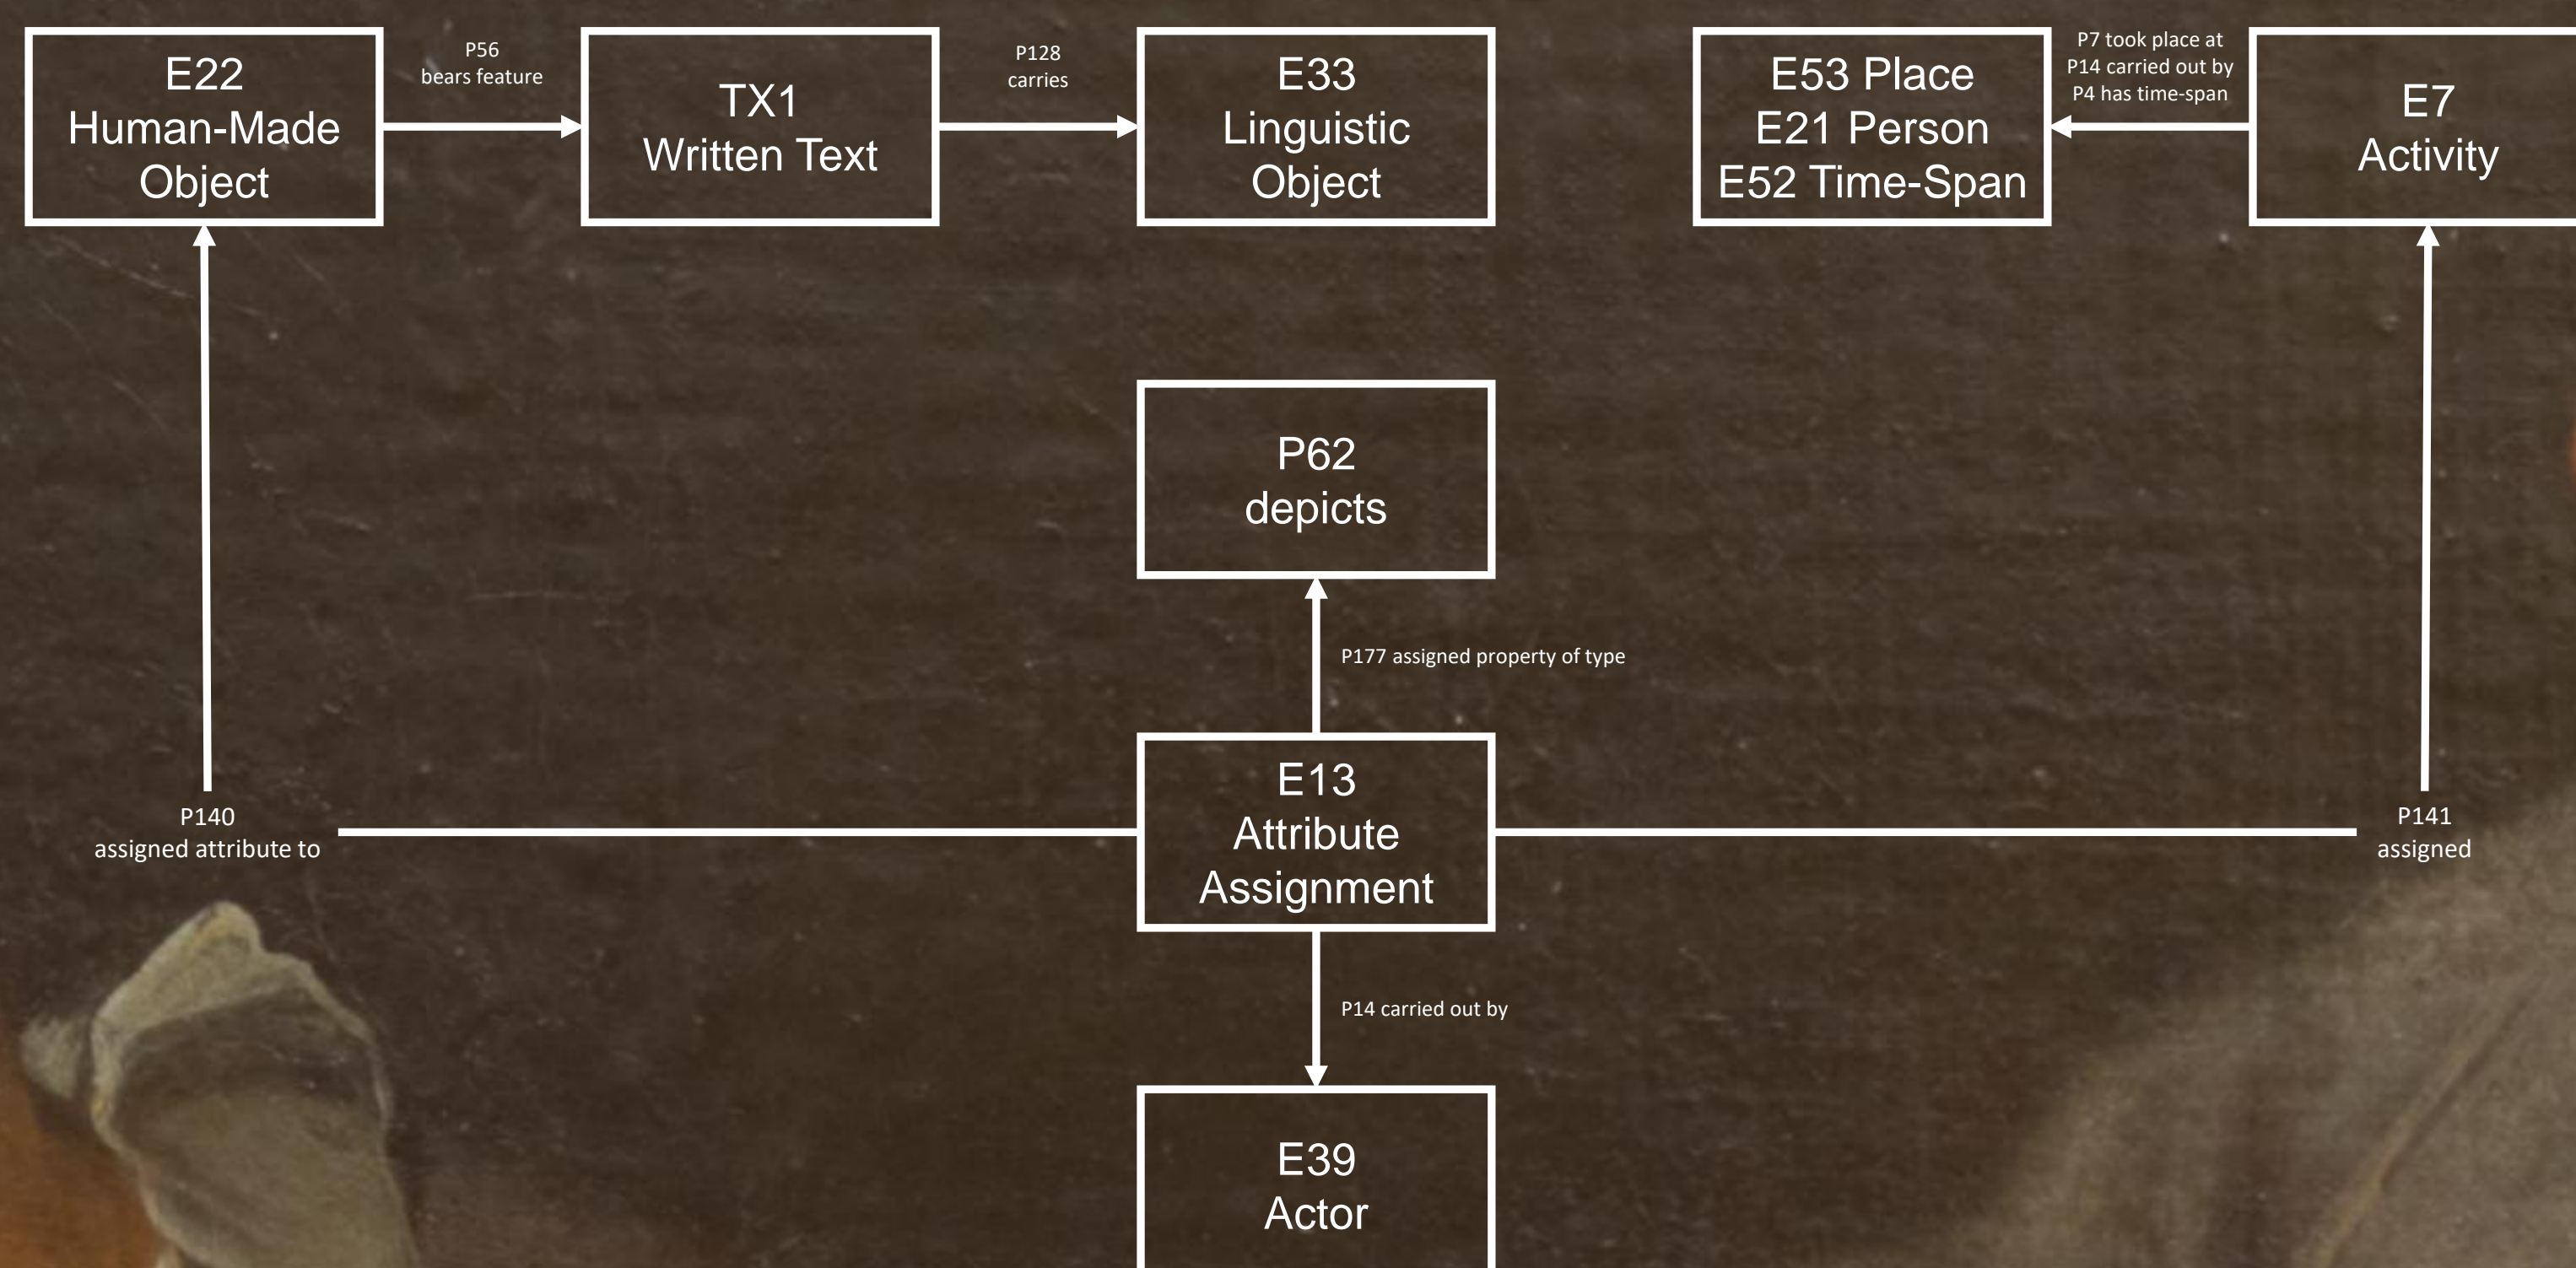 E22
Human-Made
Object
P56
bears feature
TX1
Written Text
P128
carries
E33
Linguistic
Object
E53 Place
E21 Person
E52 Time-Span
P7 took place at
P14 carried out by
P4 has time-span
E7
Activity
P62
depicts
P177 assigned property of type
P140
assigned attribute to
E13
Attribute
Assignment
P141
assigned
P14 carried out by
E39
Actor